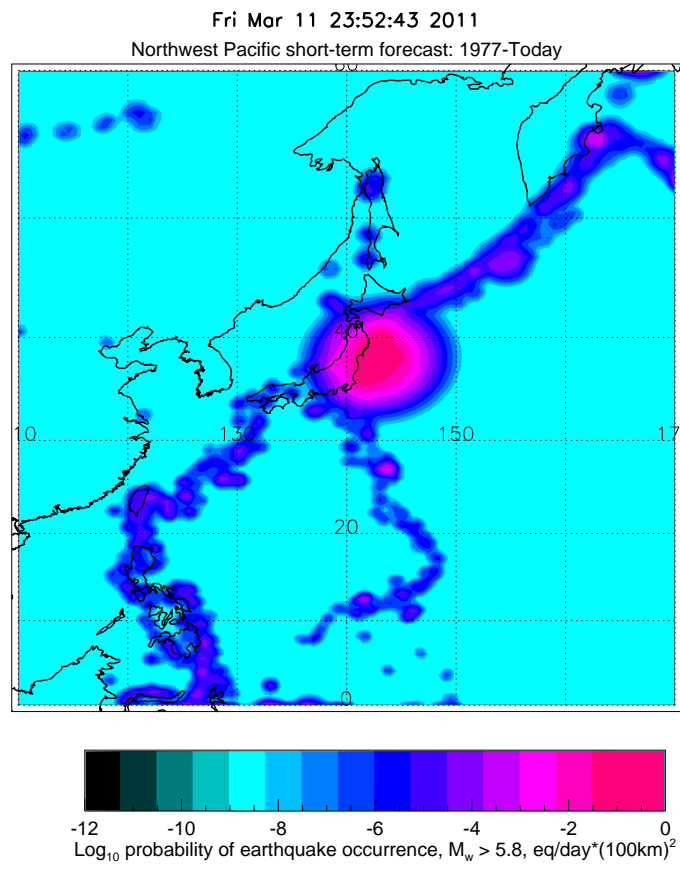 Fri Mar 11 23:52:43 2011
Northwest Pacific short-term forecast: 1977-Today
60
40
10 130 150 17
20
0
-12 -10 -8 -6 -4 -2 0
Log10 probability of earthquake occurrence, Mw > 5.8, eq/day*(100km)2